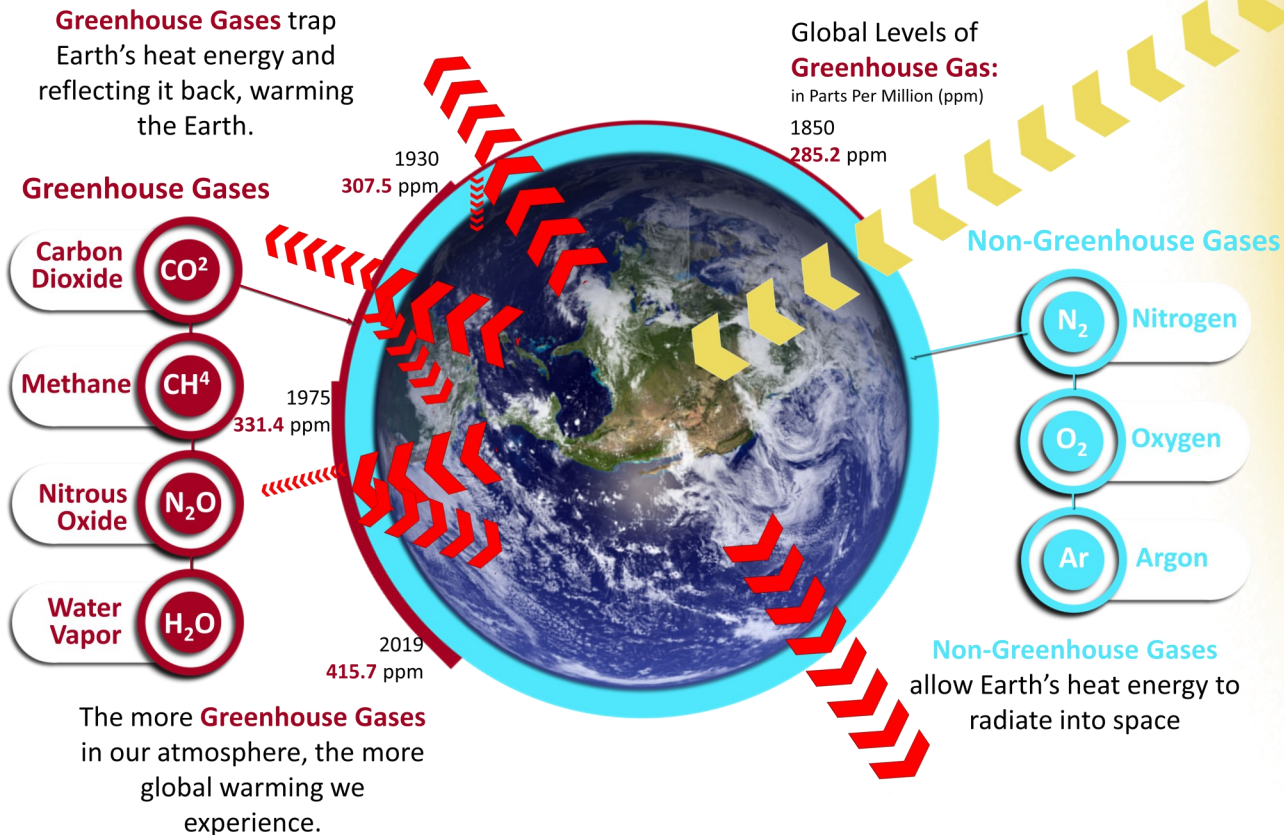 Greenhouse Gases trap
Earth's heat energy and
reflecting it back, warming
the Earth.
Global Levels of
Greenhouse Gas:
in Parts Per Million (ppm)
1850
285.2 ppm
1930
307.5 ppm
1975
331.4 ppm
2019
415.7 ppm
Greenhouse Gases
Carbon
Dioxide
CO²
Methane
CH⁴
Nitrous
Oxide
N₂O
Water
Vapor
H₂O
The more Greenhouse Gases
in our atmosphere, the more
global warming we
experience.
Non-Greenhouse Gases
N₂
Nitrogen
O₂
Oxygen
Ar
Argon
Non-Greenhouse Gases
allow Earth's heat energy to
radiate into space